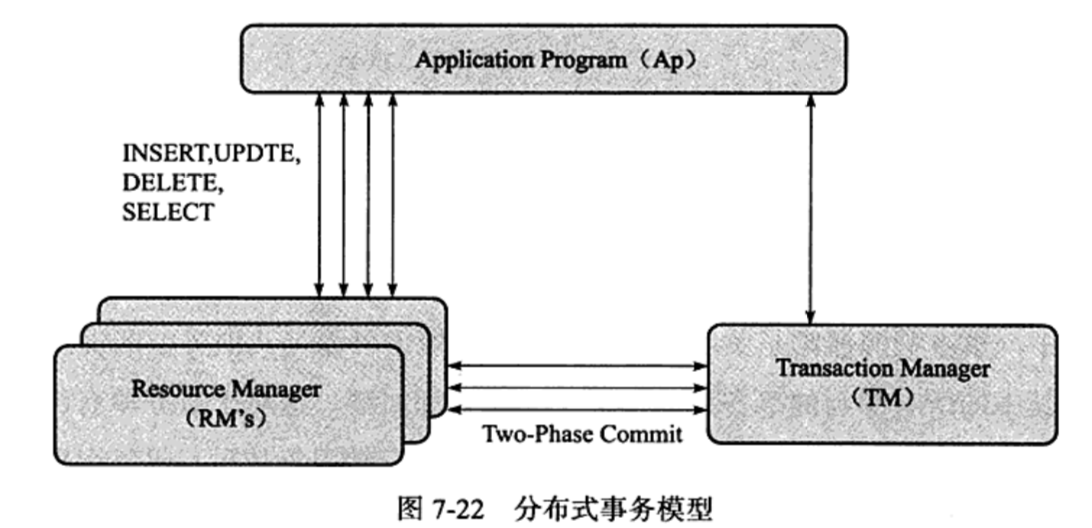 Application Program（Ap）
INSERT,UPDTE,
DELETE,
SELECT
Resource Manager
（RM's）
Transaction Manager
（TM）
Two-Phase Commit
图 7-22 分布式事务模型